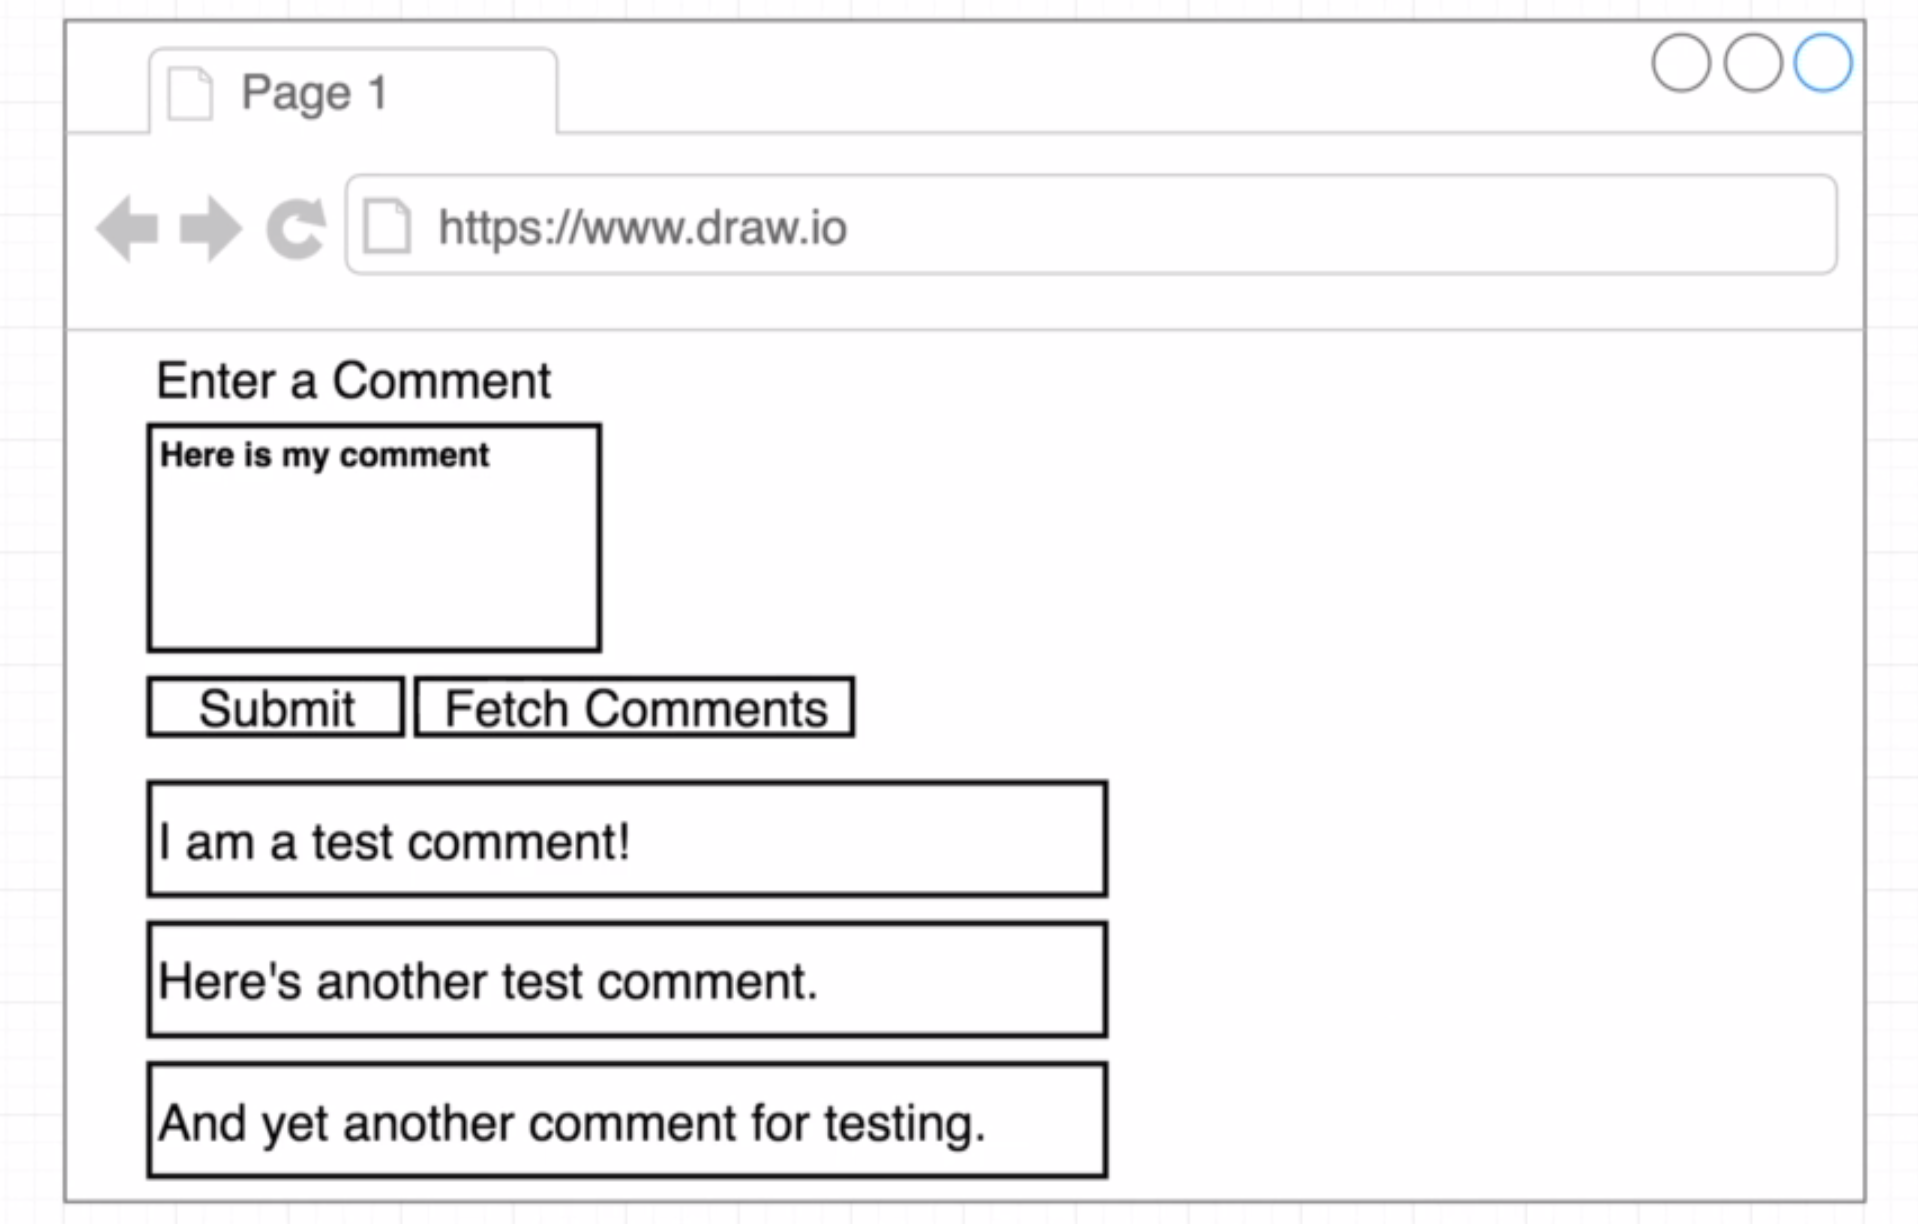 Page 1
https://www.draw.io
Enter a Comment
Here is my comment
Submit Fetch Comments
I am a test comment!
Here's another test comment.
And yet another comment for testing.